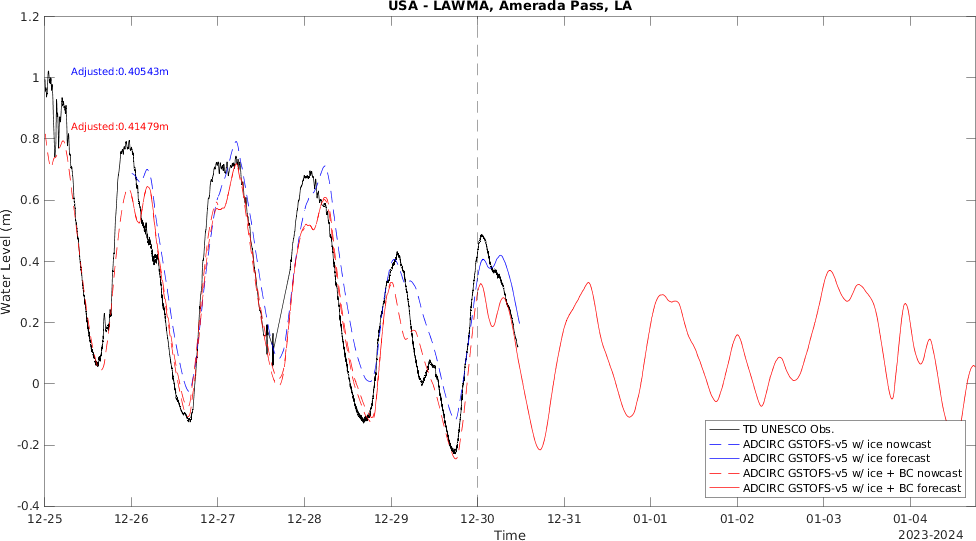 USA - LAWMA, Amerada Pass, LA
1.2
1
0.8
0.6
0.4
0.2
0
-0.2
-0.4
Water Level (m)
Adjusted:0.40543m
Adjusted:0.41479m
TD UNESCO Obs.
ADCIRC GSTOFS-v5 w/ ice nowcast
ADCIRC GSTOFS-v5 w/ ice forecast
ADCIRC GSTOFS-v5 w/ ice + BC nowcast
ADCIRC GSTOFS-v5 w/ ice + BC forecast
12-25 12-26 12-27 12-28 12-29 12-30 12-31 01-01 01-02 01-03 01-04
Time
2023-2024